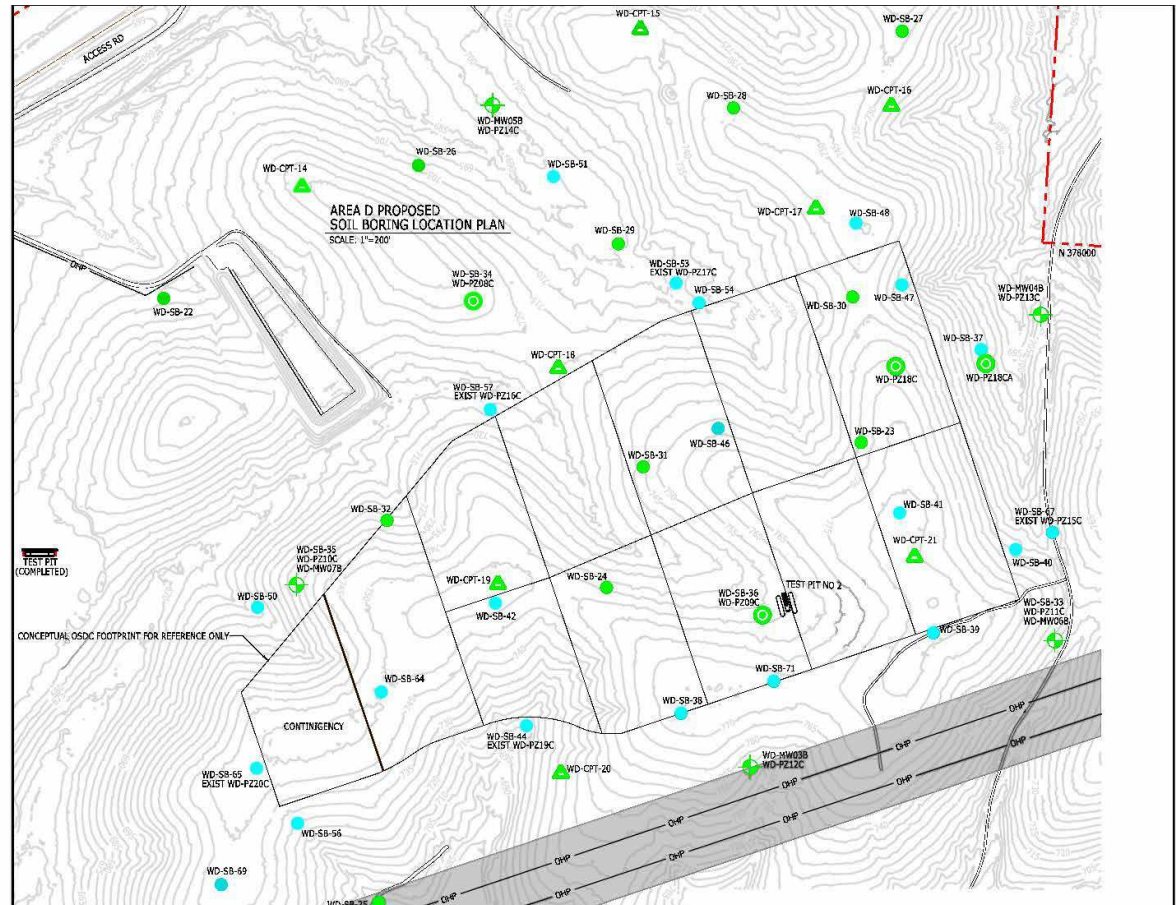 WD-CPT-15
WD-SB-27
ACCESS RD
WD-CPT-16
WD-SB-28
WD-MW05B
WD-PZ14C
WD-SB-26
WD-SB-51
WD-CPT-14
AREA D PROPOSED
SOIL BORING LOCATION PLAN
SCALE: 1"=200'
WD-CPT-17
WD-SB-48
WD-SB-29
N 376000
OHP
WD-SB-53
EXIST WD-PZ17C
WD-SB-34
WD-PZ08C
WD-SB-54
WD-SB-47
WD-MW04B
WD-PZ13C
WD-SB-30
WD-SB-22
WD-SB-37
WD-CPT-18
WD-PZ18C
WD-PZ18CA
WD-SB-57
EXIST WD-PZ16C
WD-SB-46
WD-SB-23
WD-SB-31
WD-SB-41
WD-SB-67
EXIST WD-PZ15C
WD-SB-32
WD-CPT-21
WD-SB-40
TEST PIT
(COMPLETED)
WD-SB-35
WD-PZ10C
WD-MW07B
WD-CPT-19
WD-SB-24
TEST PIT NO 2
WD-SB-36
WD-PZ09C
WD-SB-50
WD-SB-42
WD-SB-33
WD-PZ11C
WD-MW06B
CONCEPTUAL OSDC FOOTPRINT FOR REFERENCE ONLY
WD-SB-39
WD-SB-71
WD-SB-64
WD-SB-38
CONTINGENCY
WD-SB-44
EXIST WD-PZ19C
OHP
OHP
WD-MW03B
WD-PZ12C
OHP
OHP
WD-SB-65
EXIST WD-PZ20C
WD-CPT-20
OHP
OHP
WD-SB-56
OHP
OHP
WD-SB-69
OHP
OHP
WD-SB-25